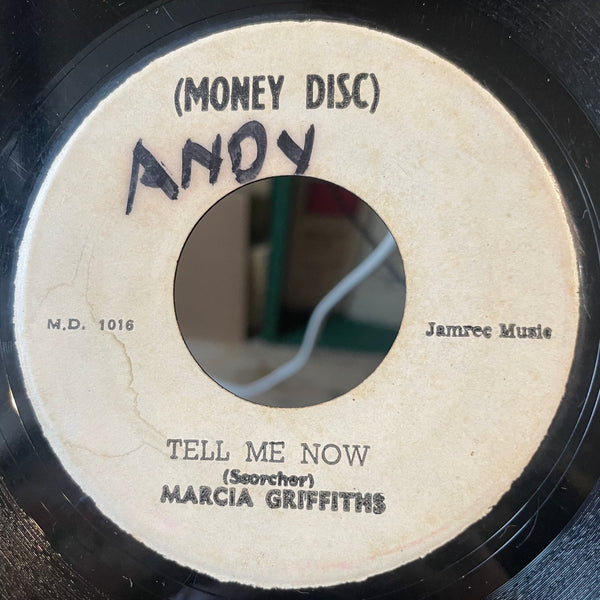 (MONEY DISC)
ANDY
M.D. 1016
Jamrec Music
TELL ME NOW
(Scorcher)
MARCIA GRIFFITHS